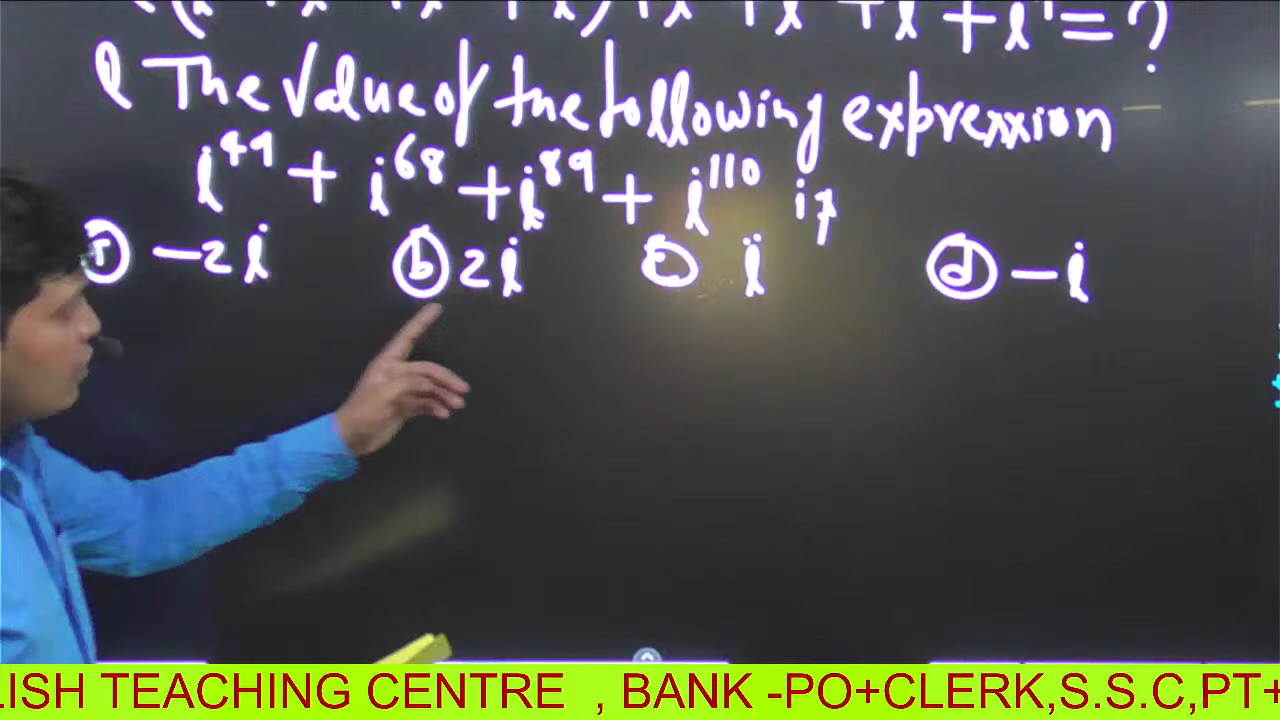 + i = ?
Q The value of the following expression
i⁴⁹ + i⁶⁸ + i⁸⁹ + i¹¹⁰ is
ⓐ -2i ⓑ 2i ⓒ i ⓓ -i
LISH TEACHING CENTRE , BANK -PO+CLERK,S.S.C,PT+